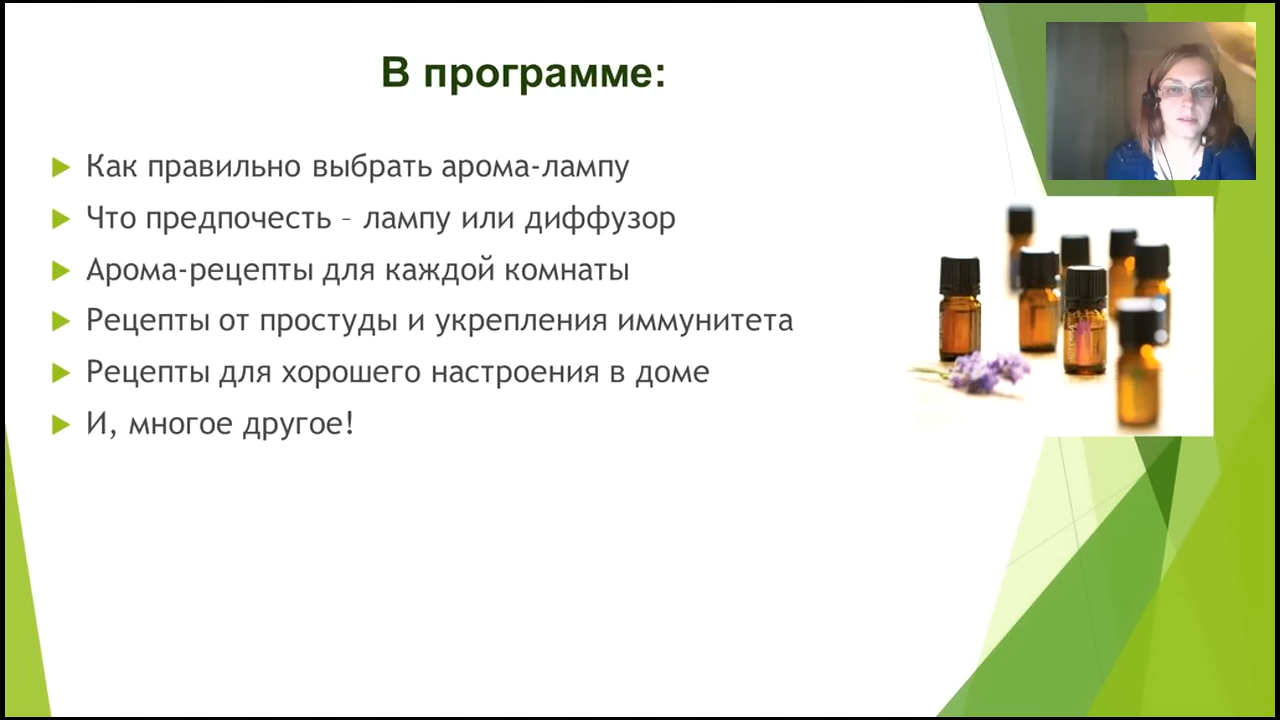 В программе:
Как правильно выбрать арома-лампу
Что предпочесть – лампу или диффузор
Арома-рецепты для каждой комнаты
Рецепты от простуды и укрепления иммунитета
Рецепты для хорошего настроения в доме
И, многое другое!